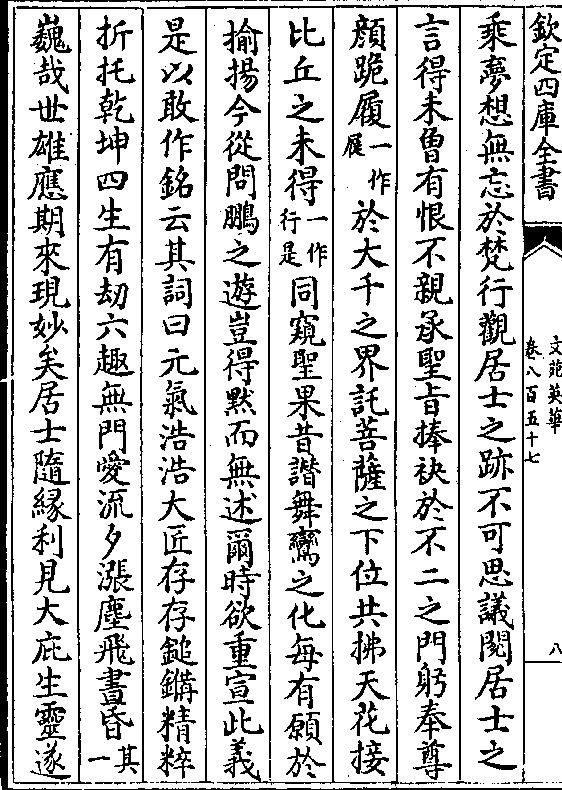 欽定四庫全書
文苑英華
卷八百五十七
八
乘夢想無忘於梵行觀居士之跡不可思議閱居士之
言得未曾有恨不親承聖旨捧袂於不二之門躬奉尊
顔跪履一作屐於大千之界託菩薩之下位共拂天花接
比丘之未得一作行是同窺聖果昔諧舞鸞之化每有願於
揄揚今從問鵬之遊豈得黙而無述爾時欲重宣此義
是以敢作銘云其詞曰元氣浩浩大匠存存鎚鏻精粹
折托乾坤四生有劫六趣無門愛流夕漲塵飛晝昏其一
巍哉世雄應期來現妙矣居士隨縁利見大庇生靈遂